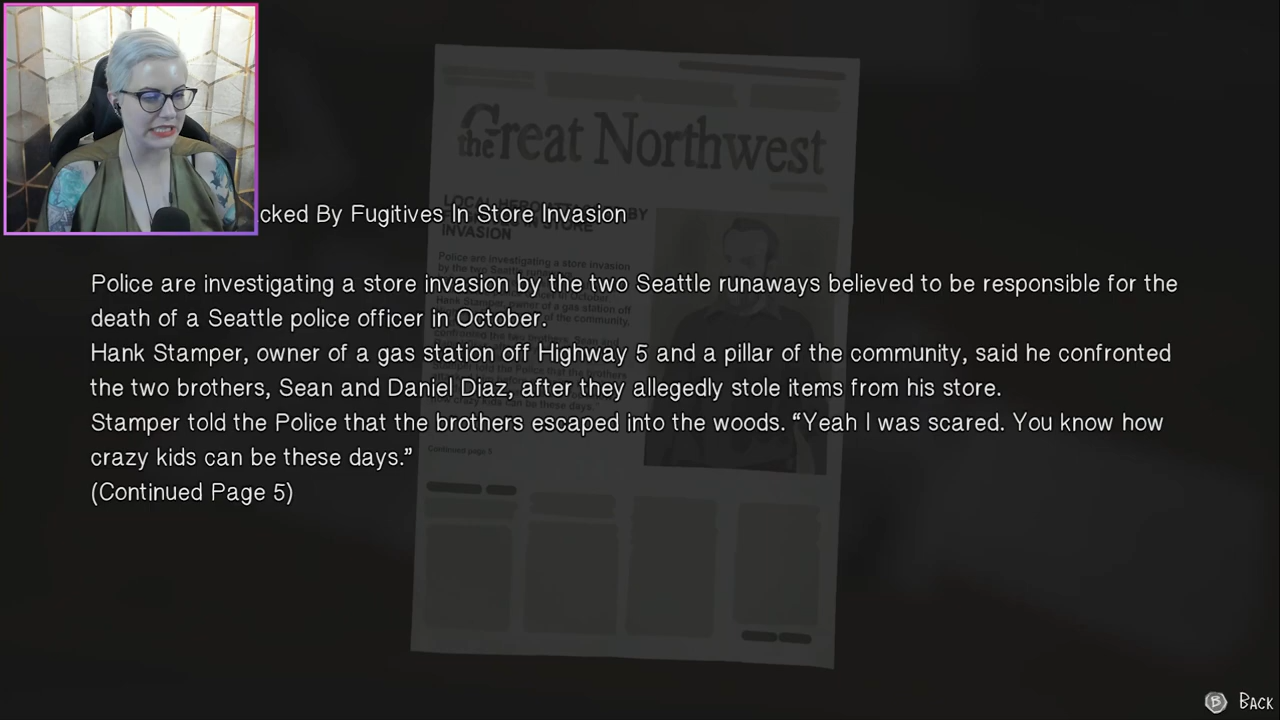 the Great Northwest
cked By Fugitives In Store Invasion
Police are investigating a store invasion by the two Seattle runaways believed to be responsible for the
death of a Seattle police officer in October.
Hank Stamper, owner of a gas station off Highway 5 and a pillar of the community, said he confronted
the two brothers, Sean and Daniel Diaz, after they allegedly stole items from his store.
Stamper told the Police that the brothers escaped into the woods. “Yeah I was scared. You know how
crazy kids can be these days.”
(Continued Page 5)
Continued page 5
B Back